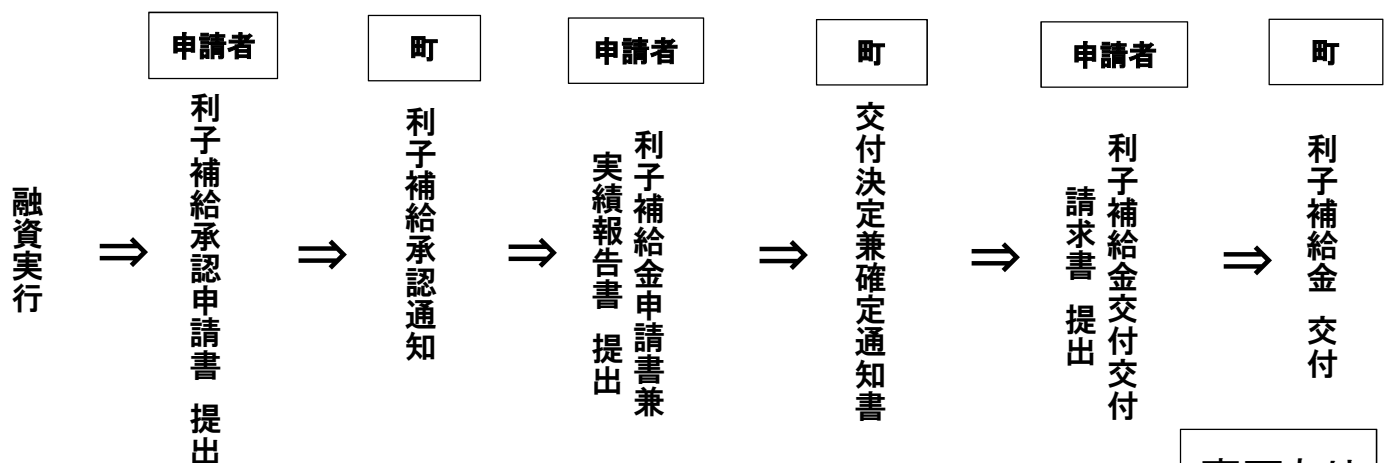 融資実行
⇒
申請者
利子補給承認申請書 提出
⇒
町
利子補給承認通知
⇒
申請者
利子補給金申請書兼
実績報告書 提出
⇒
町
交付決定兼確定通知書
⇒
申請者
利子補給金交付交付
請求書 提出
⇒
町
利子補給金 交付